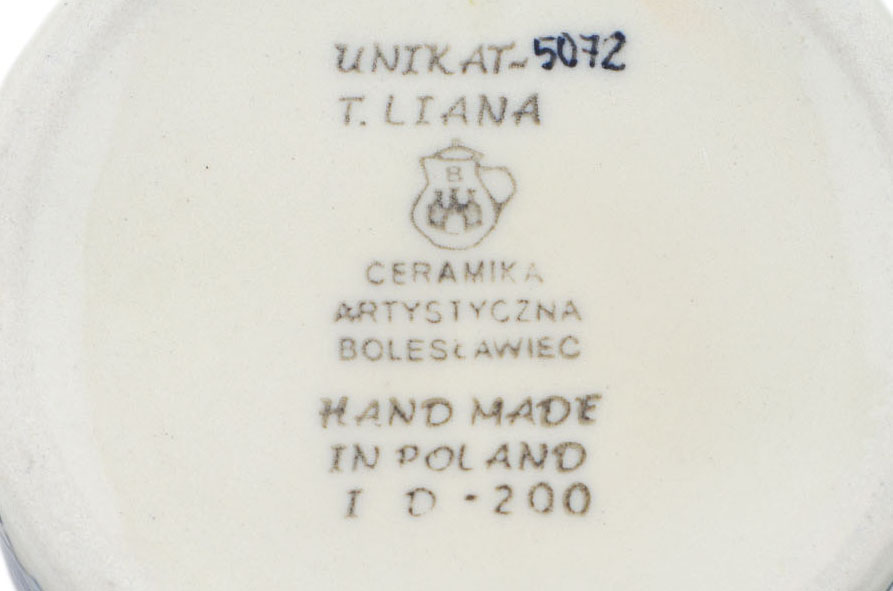 UNIKAT-5072
T. LIANA
B
CERAMIKA
ARTYSTYCZNA
BOLESŁAWIEC
HAND MADE
IN POLAND
I D - 200